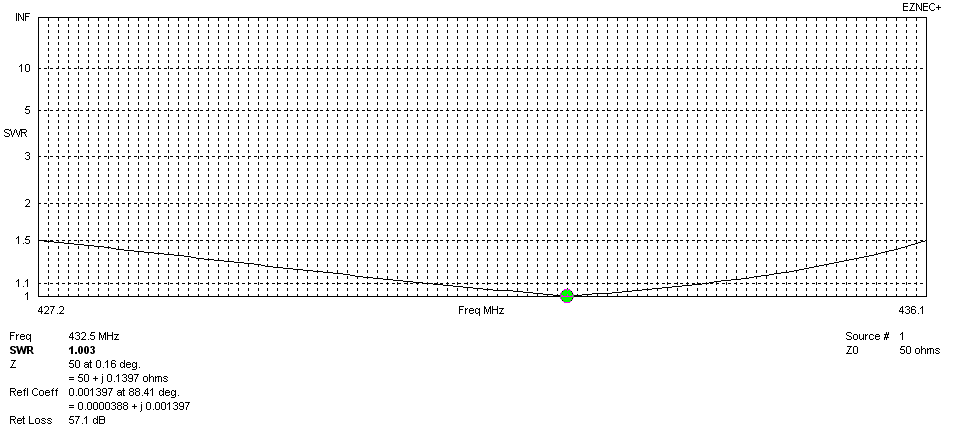 EZNEC+
INF
10
5
SWR
3
2
1.5
1.1
1
427.2 Freq MHz 436.1
Freq 432.5 MHz Source # 1
SWR 1.003 Z0 50 ohms
Z 50 at 0.16 deg.
= 50 + j 0.1397 ohms
Refl Coeff 0.001397 at 88.41 deg.
= 0.0000388 + j 0.001397
Ret Loss 57.1 dB